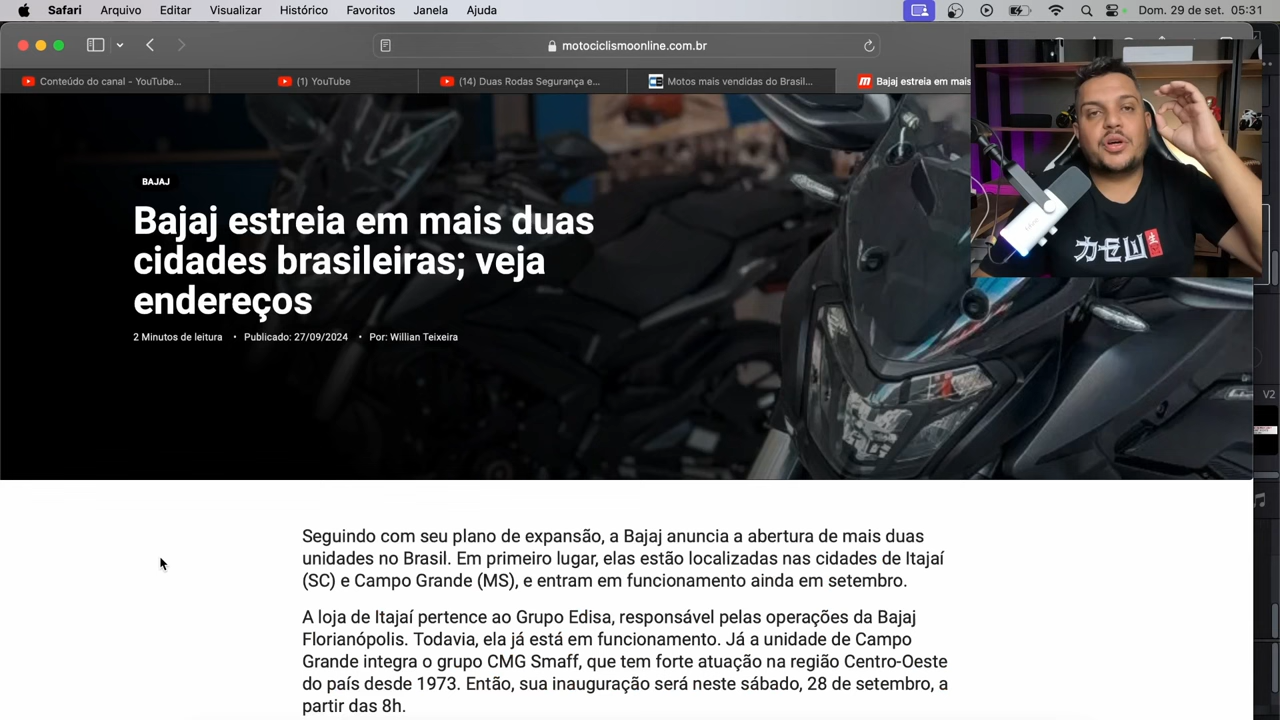 Safari Arquivo Editar Visualizar Histórico Favoritos Janela Ajuda Dom. 29 de set. 05:31
motociclismoonline.com.br
Conteúdo do canal - YouTube... (1) YouTube (14) Duas Rodas Segurança e... Motos mais vendidas do Brasil... Bajaj estreia em mais
BAJAJ
Bajaj estreia em mais duas
cidades brasileiras; veja
endereços
2 Minutos de leitura • Publicado: 27/09/2024 • Por: Willian Teixeira
V2
Seguindo com seu plano de expansão, a Bajaj anuncia a abertura de mais duas
unidades no Brasil. Em primeiro lugar, elas estão localizadas nas cidades de Itajaí
(SC) e Campo Grande (MS), e entram em funcionamento ainda em setembro.
A loja de Itajaí pertence ao Grupo Edisa, responsável pelas operações da Bajaj
Florianópolis. Todavia, ela já está em funcionamento. Já a unidade de Campo
Grande integra o grupo CMG Smaff, que tem forte atuação na região Centro-Oeste
do país desde 1973. Então, sua inauguração será neste sábado, 28 de setembro, a
partir das 8h.